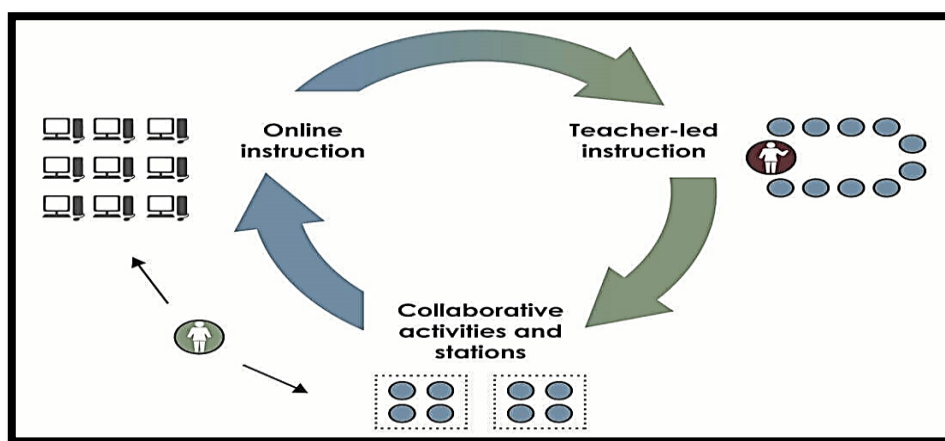 Online
instruction
Teacher-led
instruction
Collaborative
activities and
stations